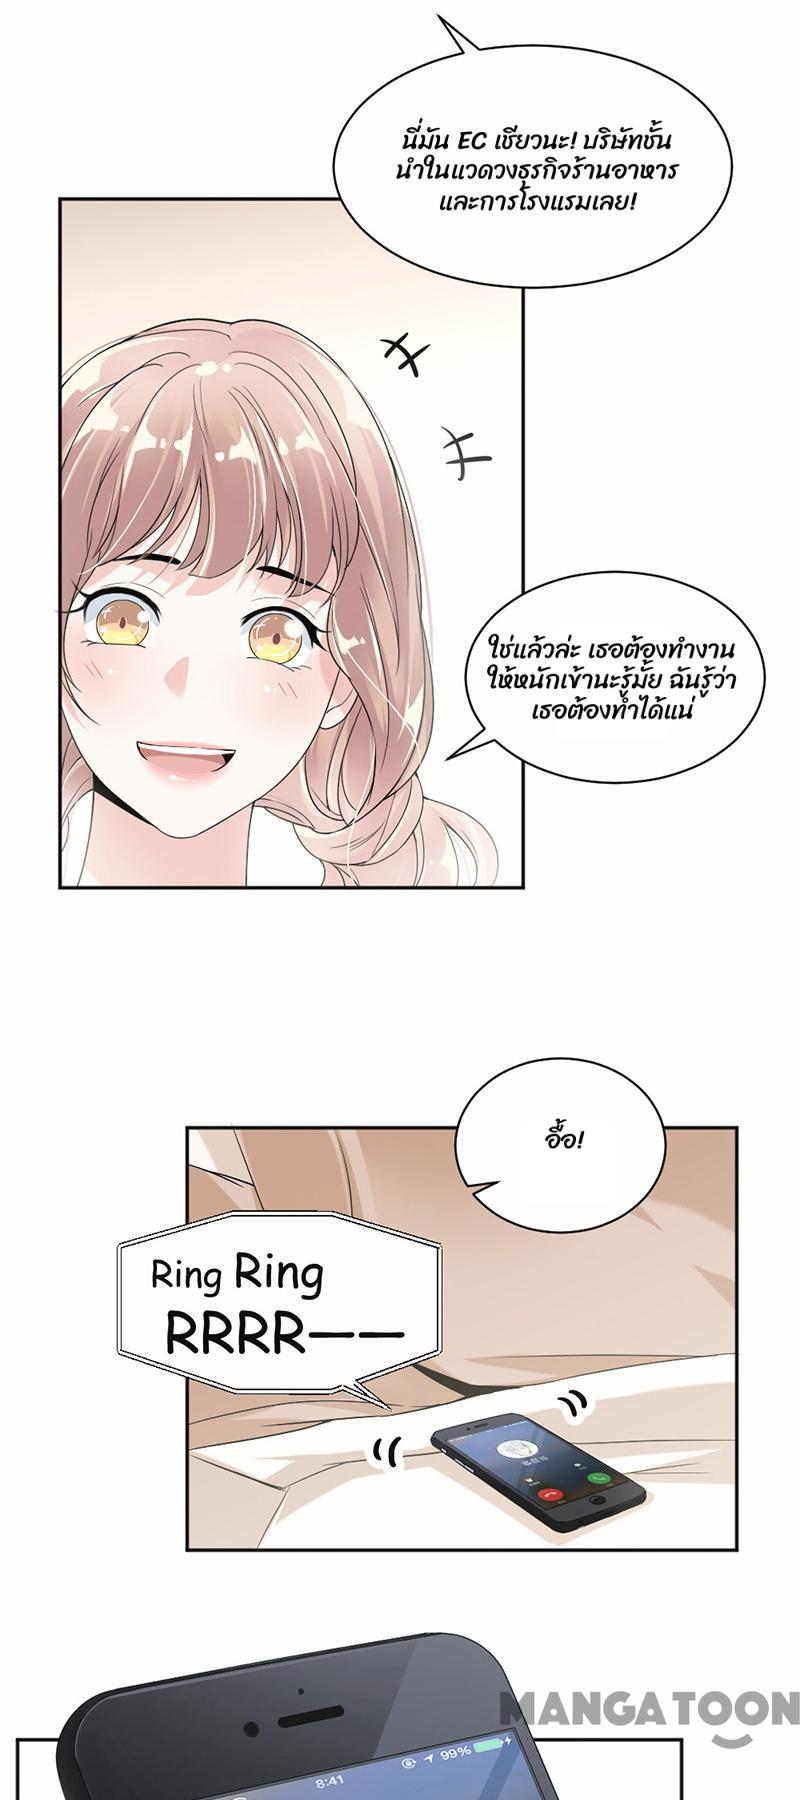 นี่มัน EC เชียวนะ! บริษัทชั้น
นำในแวดวงธุรกิจร้านอาหาร
และการโรงแรมเลย!
ใช่แล้วล่ะ เธอต้องทำงาน
ให้หนักเข้านะรู้มั้ย ฉันรู้ว่า
เธอต้องทำได้แน่
อื้อ!
Ring Ring
RRRR——
MANGATOON
99%
8:41